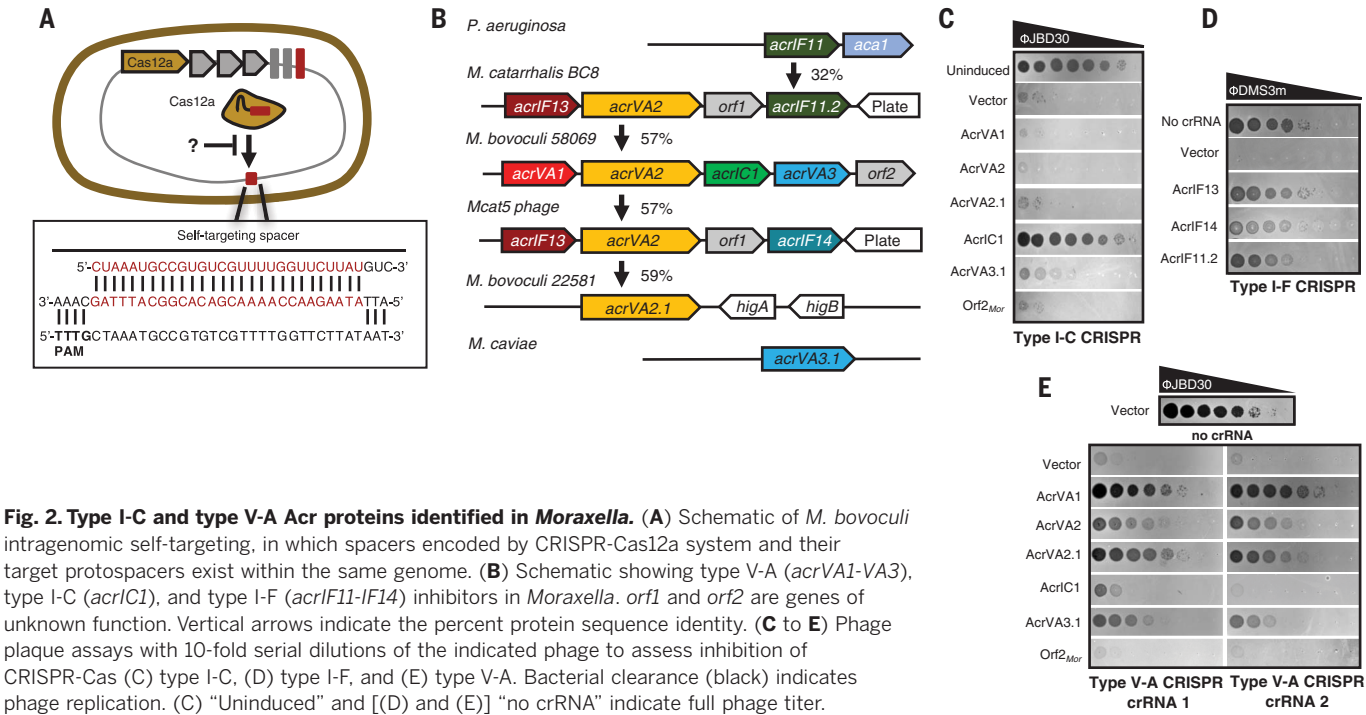 A
Cas12a
Cas12a
?
Self-targeting spacer
5'-CUAAAUGCCGUGUCGUUUUGGUUCUUAUGUC-3'
3'-AAACGATTTACGGCACAGCAAAACCAAGAATATTA-5'
5'-TTTGCTAAATGCCGTGTCGTTTTGGTTCTTATAAT-3'
PAM
B
P. aeruginosa
acrIF11 aca1
32%
M. catarrhalis BC8
acrIF13 acrVA2 orf1 acrIF11.2 Plate
57%
M. bovoculi 58069
acrVA1 acrVA2 acrIC1 acrVA3 orf2
57%
Mcat5 phage
acrIF13 acrVA2 orf1 acrIF14 Plate
59%
M. bovoculi 22581
acrVA2.1 higA higB
M. caviae
acrVA3.1
C
ΦJBD30
Uninduced
Vector
AcrVA1
AcrVA2
AcrVA2.1
AcrIC1
AcrVA3.1
Orf2Mor
Type I-C CRISPR
D
ΦDMS3m
No crRNA
Vector
AcrIF13
AcrIF14
AcrIF11.2
Type I-F CRISPR
E
ΦJBD30
Vector
no crRNA
Vector
AcrVA1
AcrVA2
AcrVA2.1
AcrIC1
AcrVA3.1
Orf2Mor
Type V-A CRISPR
crRNA 1
Type V-A CRISPR
crRNA 2
Fig. 2. Type I-C and type V-A Acr proteins identified in Moraxella. (A) Schematic of M. bovoculi
intragenomic self-targeting, in which spacers encoded by CRISPR-Cas12a system and their
target protospacers exist within the same genome. (B) Schematic showing type V-A (acrVA1-VA3),
type I-C (acrIC1), and type I-F (acrIF11-IF14) inhibitors in Moraxella. orf1 and orf2 are genes of
unknown function. Vertical arrows indicate the percent protein sequence identity. (C to E) Phage
plaque assays with 10-fold serial dilutions of the indicated phage to assess inhibition of
CRISPR-Cas (C) type I-C, (D) type I-F, and (E) type V-A. Bacterial clearance (black) indicates
phage replication. (C) "Uninduced" and [(D) and (E)] "no crRNA" indicate full phage titer.